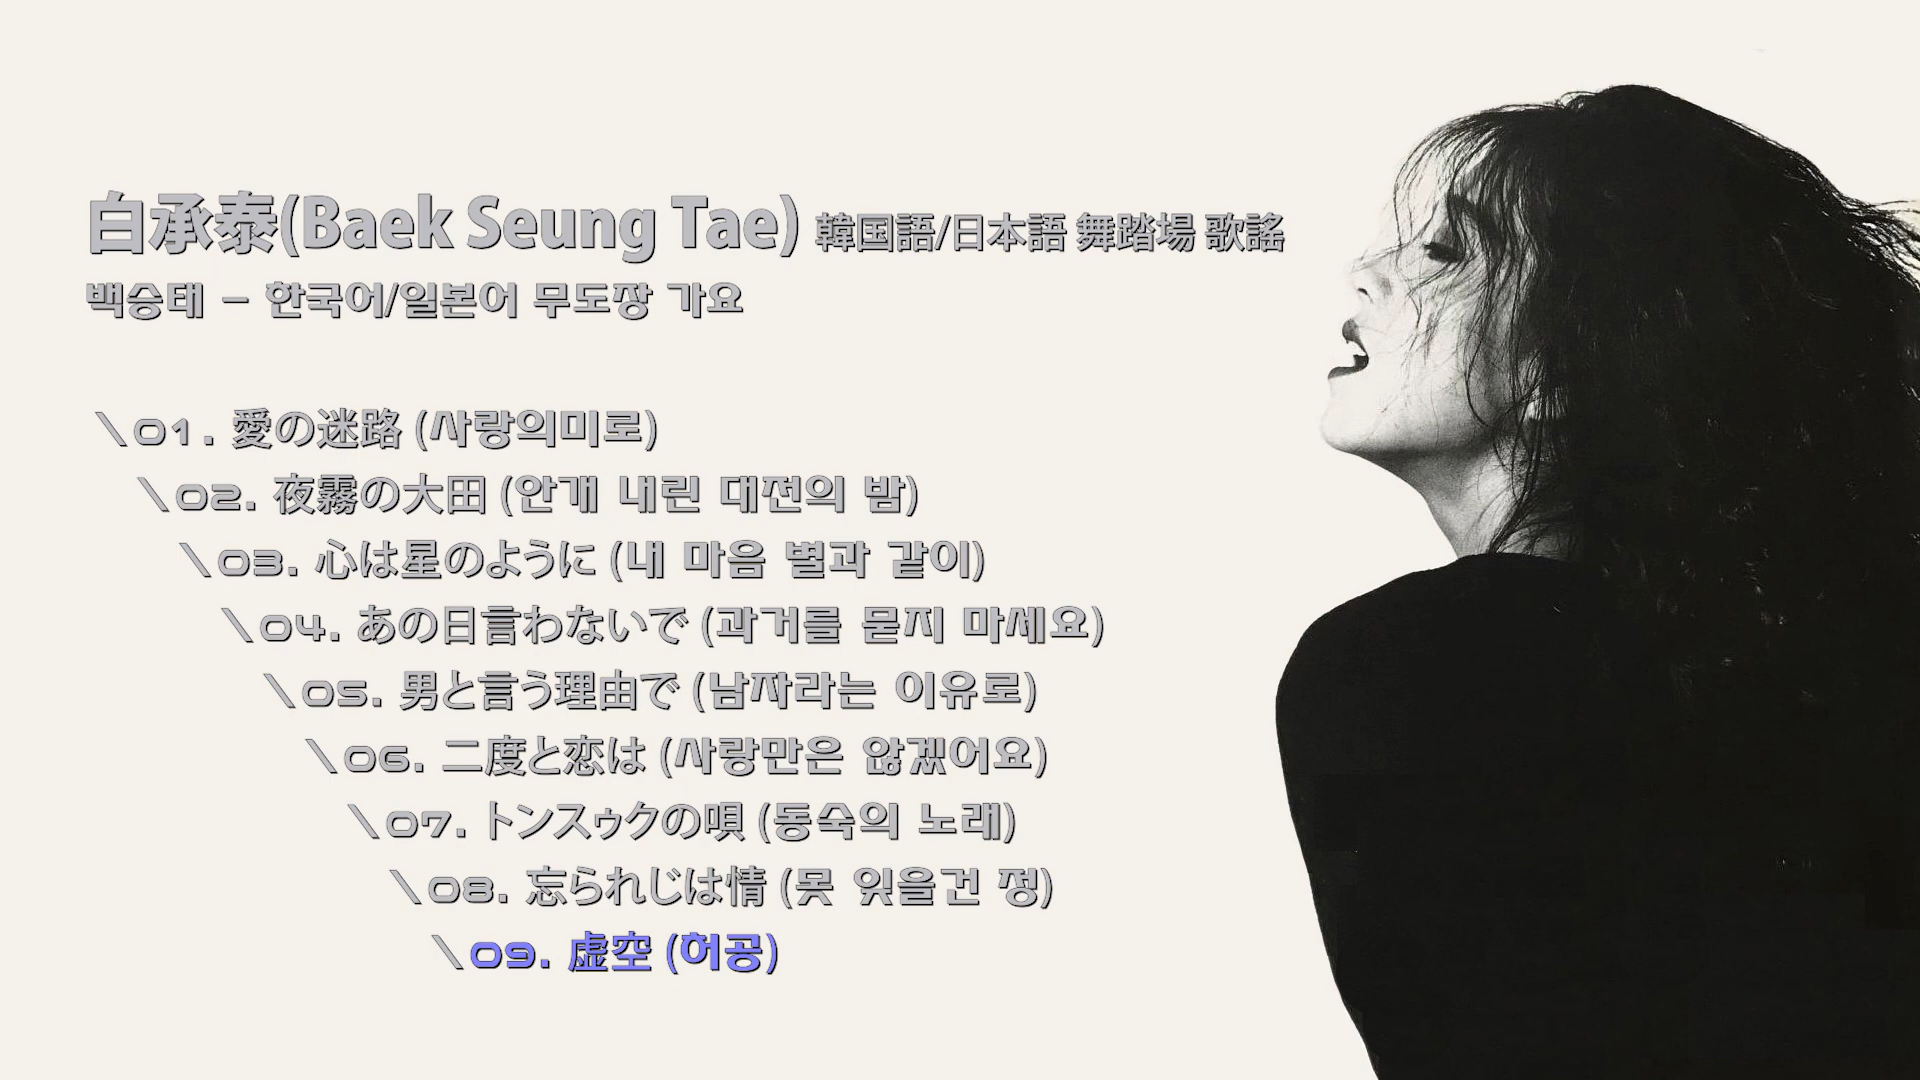 白承泰(Baek Seung Tae) 韓国語/日本語 舞踏場 歌謠
백승태 - 한국어/일본어 무도장 가요
\01. 愛の迷路 (사랑의미로)
\02. 夜霧の大田 (안개 내린 대전의 밤)
\03. 心は星のように (내 마음 별과 같이)
\04. あの日言わないで (과거를 묻지 마세요)
\05. 男と言う理由で (남자라는 이유로)
\06. 二度と恋は (사랑만은 않겠어요)
\07. トンスゥクの唄 (동숙의 노래)
\08. 忘られじは情 (못 잊을건 정)
\09. 虚空 (허공)